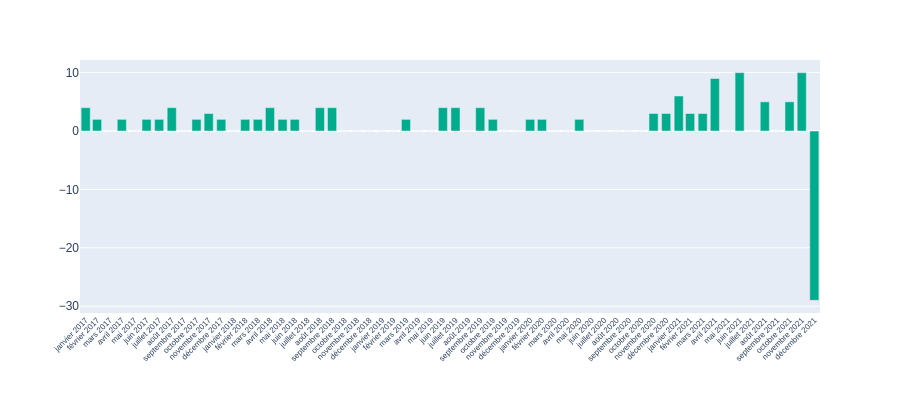 10
0
−10
−20
−30
janvier 2017
février 2017
mars 2017
avril 2017
mai 2017
juin 2017
juillet 2017
août 2017
septembre 2017
octobre 2017
novembre 2017
décembre 2017
janvier 2018
février 2018
mars 2018
avril 2018
mai 2018
juin 2018
juillet 2018
août 2018
septembre 2018
octobre 2018
novembre 2018
décembre 2018
janvier 2019
février 2019
mars 2019
avril 2019
mai 2019
juin 2019
juillet 2019
août 2019
septembre 2019
octobre 2019
novembre 2019
décembre 2019
janvier 2020
février 2020
mars 2020
avril 2020
mai 2020
juin 2020
juillet 2020
août 2020
septembre 2020
octobre 2020
novembre 2020
décembre 2020
janvier 2021
février 2021
mars 2021
avril 2021
mai 2021
juin 2021
juillet 2021
août 2021
septembre 2021
octobre 2021
novembre 2021
décembre 2021